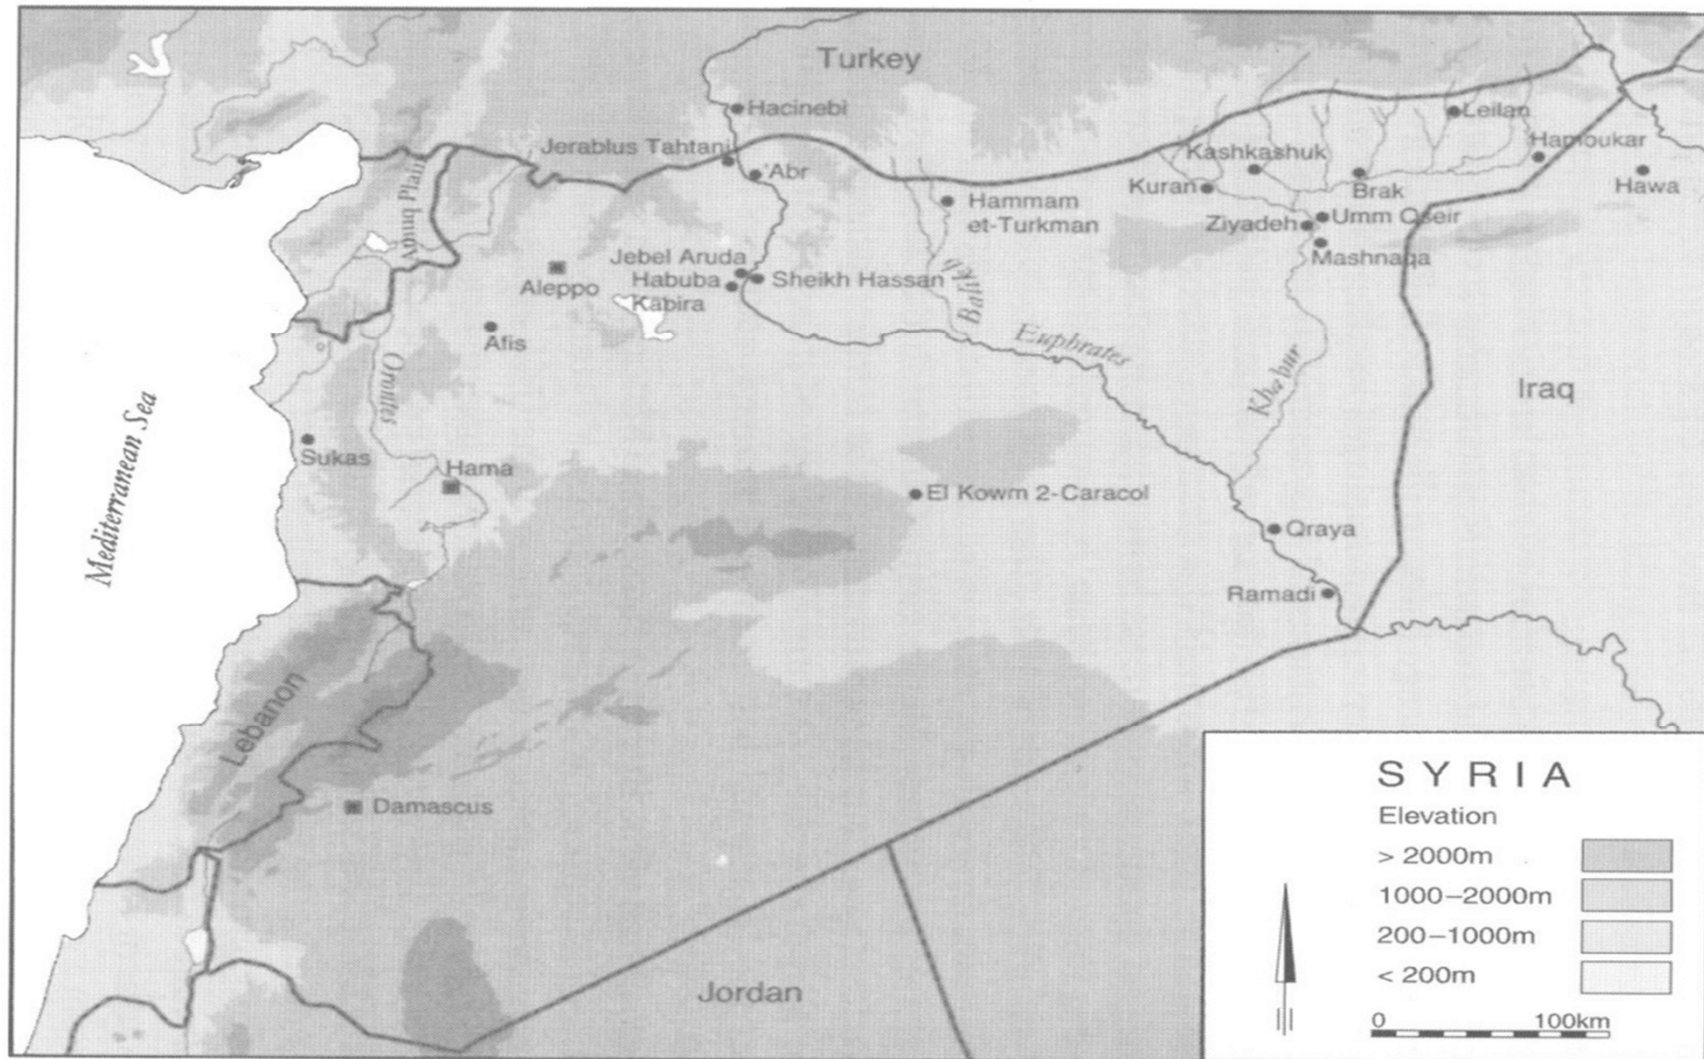 Turkey
Hacinebi
Leilan
Jerablus Tahtani
'Abr
Kashkashuk
Hamoukar
Kuran
Brak
Hawa
Amuq Plain
Hammam
et-Turkman
Ziyadeh
Umm Qseir
Mashnaqa
Jebel Aruda
Habuba
Kabira
Sheikh Hassan
Aleppo
Balikh
Afis
Euphrates
Orontes
Khabur
Iraq
Mediterranean Sea
Sukas
Hama
El Kowm 2-Caracol
Qraya
Ramadi
Lebanon
Damascus
Jordan
SYRIA
Elevation
> 2000m
1000–2000m
200–1000m
< 200m
0 100km